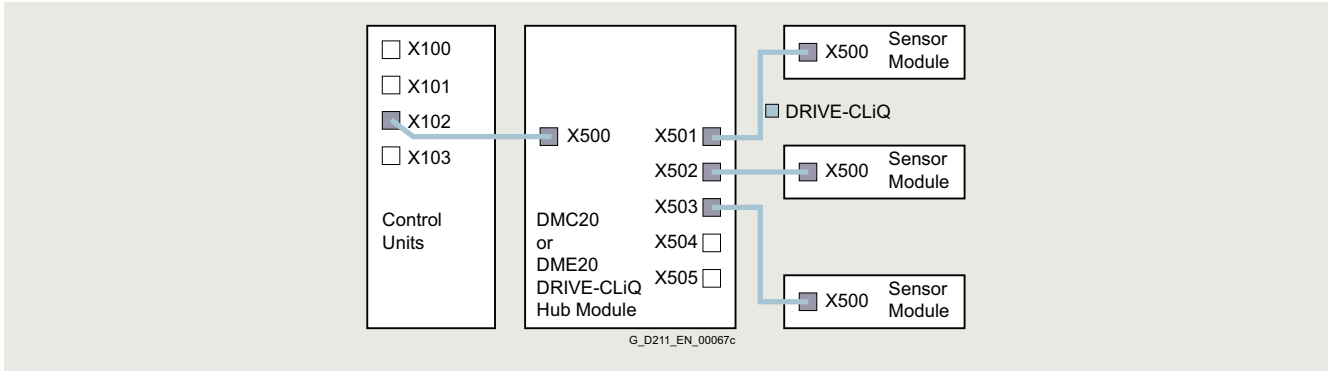 X100
X101
X102
X103
Control
Units
X500
X501
X502
X503
X504
X505
DMC20
or
DME20
DRIVE-CLiQ
Hub Module
X500
Sensor
Module
DRIVE-CLiQ
X500
Sensor
Module
X500
Sensor
Module
G_D211_EN_00067c